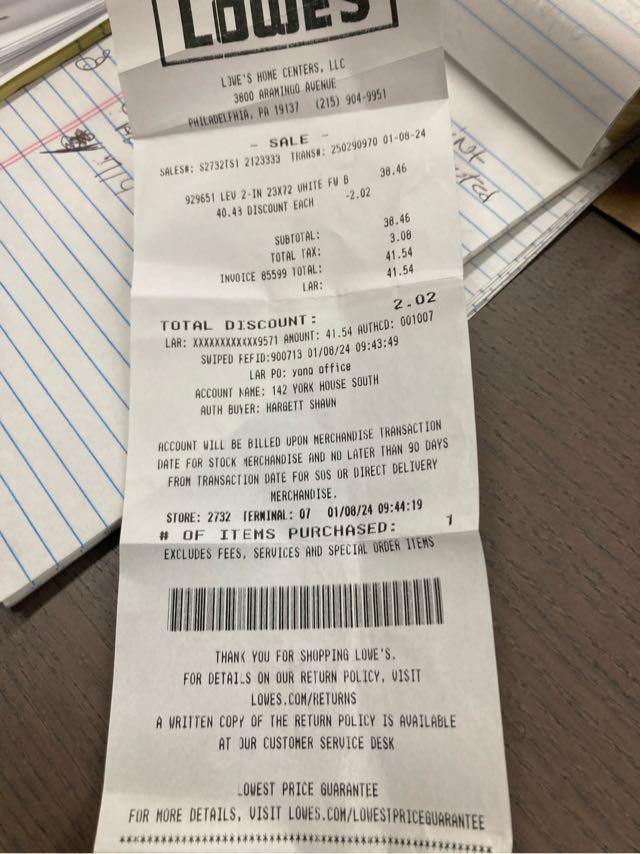 LOWE'S
LOWE'S HOME CENTERS, LLC
3800 ARAMINGO AVENUE
PHILADELPHIA, PA 19137 (215) 904-9951
- SALE -
SALES#: S2732TS1 2123333 TRANS#: 250290970 01-08-24
929651 LEV 2-IN 23X72 WHITE FW B 38.46
40.48 DISCOUNT EACH -2.02
SUBTOTAL: 38.46
TOTAL TAX: 3.08
INVOICE 85599 TOTAL: 41.54
LAR: 41.54
TOTAL DISCOUNT: 2.02
LAR: XXXXXXXXXXXX9571 AMOUNT: 41.54 AUTHCD: 001007
SWIPED REFID:900713 01/08/24 09:43:49
LAR PO: yona office
ACCOUNT NAME: 142 YORK HOUSE SOUTH
AUTH BUYER: HARGETT SHAWN
ACCOUNT WILL BE BILLED UPON MERCHANDISE TRANSACTION
DATE FOR STOCK MERCHANDISE AND NO LATER THAN 90 DAYS
FROM TRANSACTION DATE FOR SOS OR DIRECT DELIVERY
MERCHANDISE.
STORE: 2732 TERMINAL: 07 01/08/24 09:44:19
# OF ITEMS PURCHASED: 1
EXCLUDES FEES, SERVICES AND SPECIAL ORDER ITEMS
THANK YOU FOR SHOPPING LOWE'S.
FOR DETAILS ON OUR RETURN POLICY, VISIT
LOWES.COM/RETURNS
A WRITTEN COPY OF THE RETURN POLICY IS AVAILABLE
AT OUR CUSTOMER SERVICE DESK
LOWEST PRICE GUARANTEE
FOR MORE DETAILS, VISIT LOWES.COM/LOWESTPRICEGUARANTEE
****************************************************